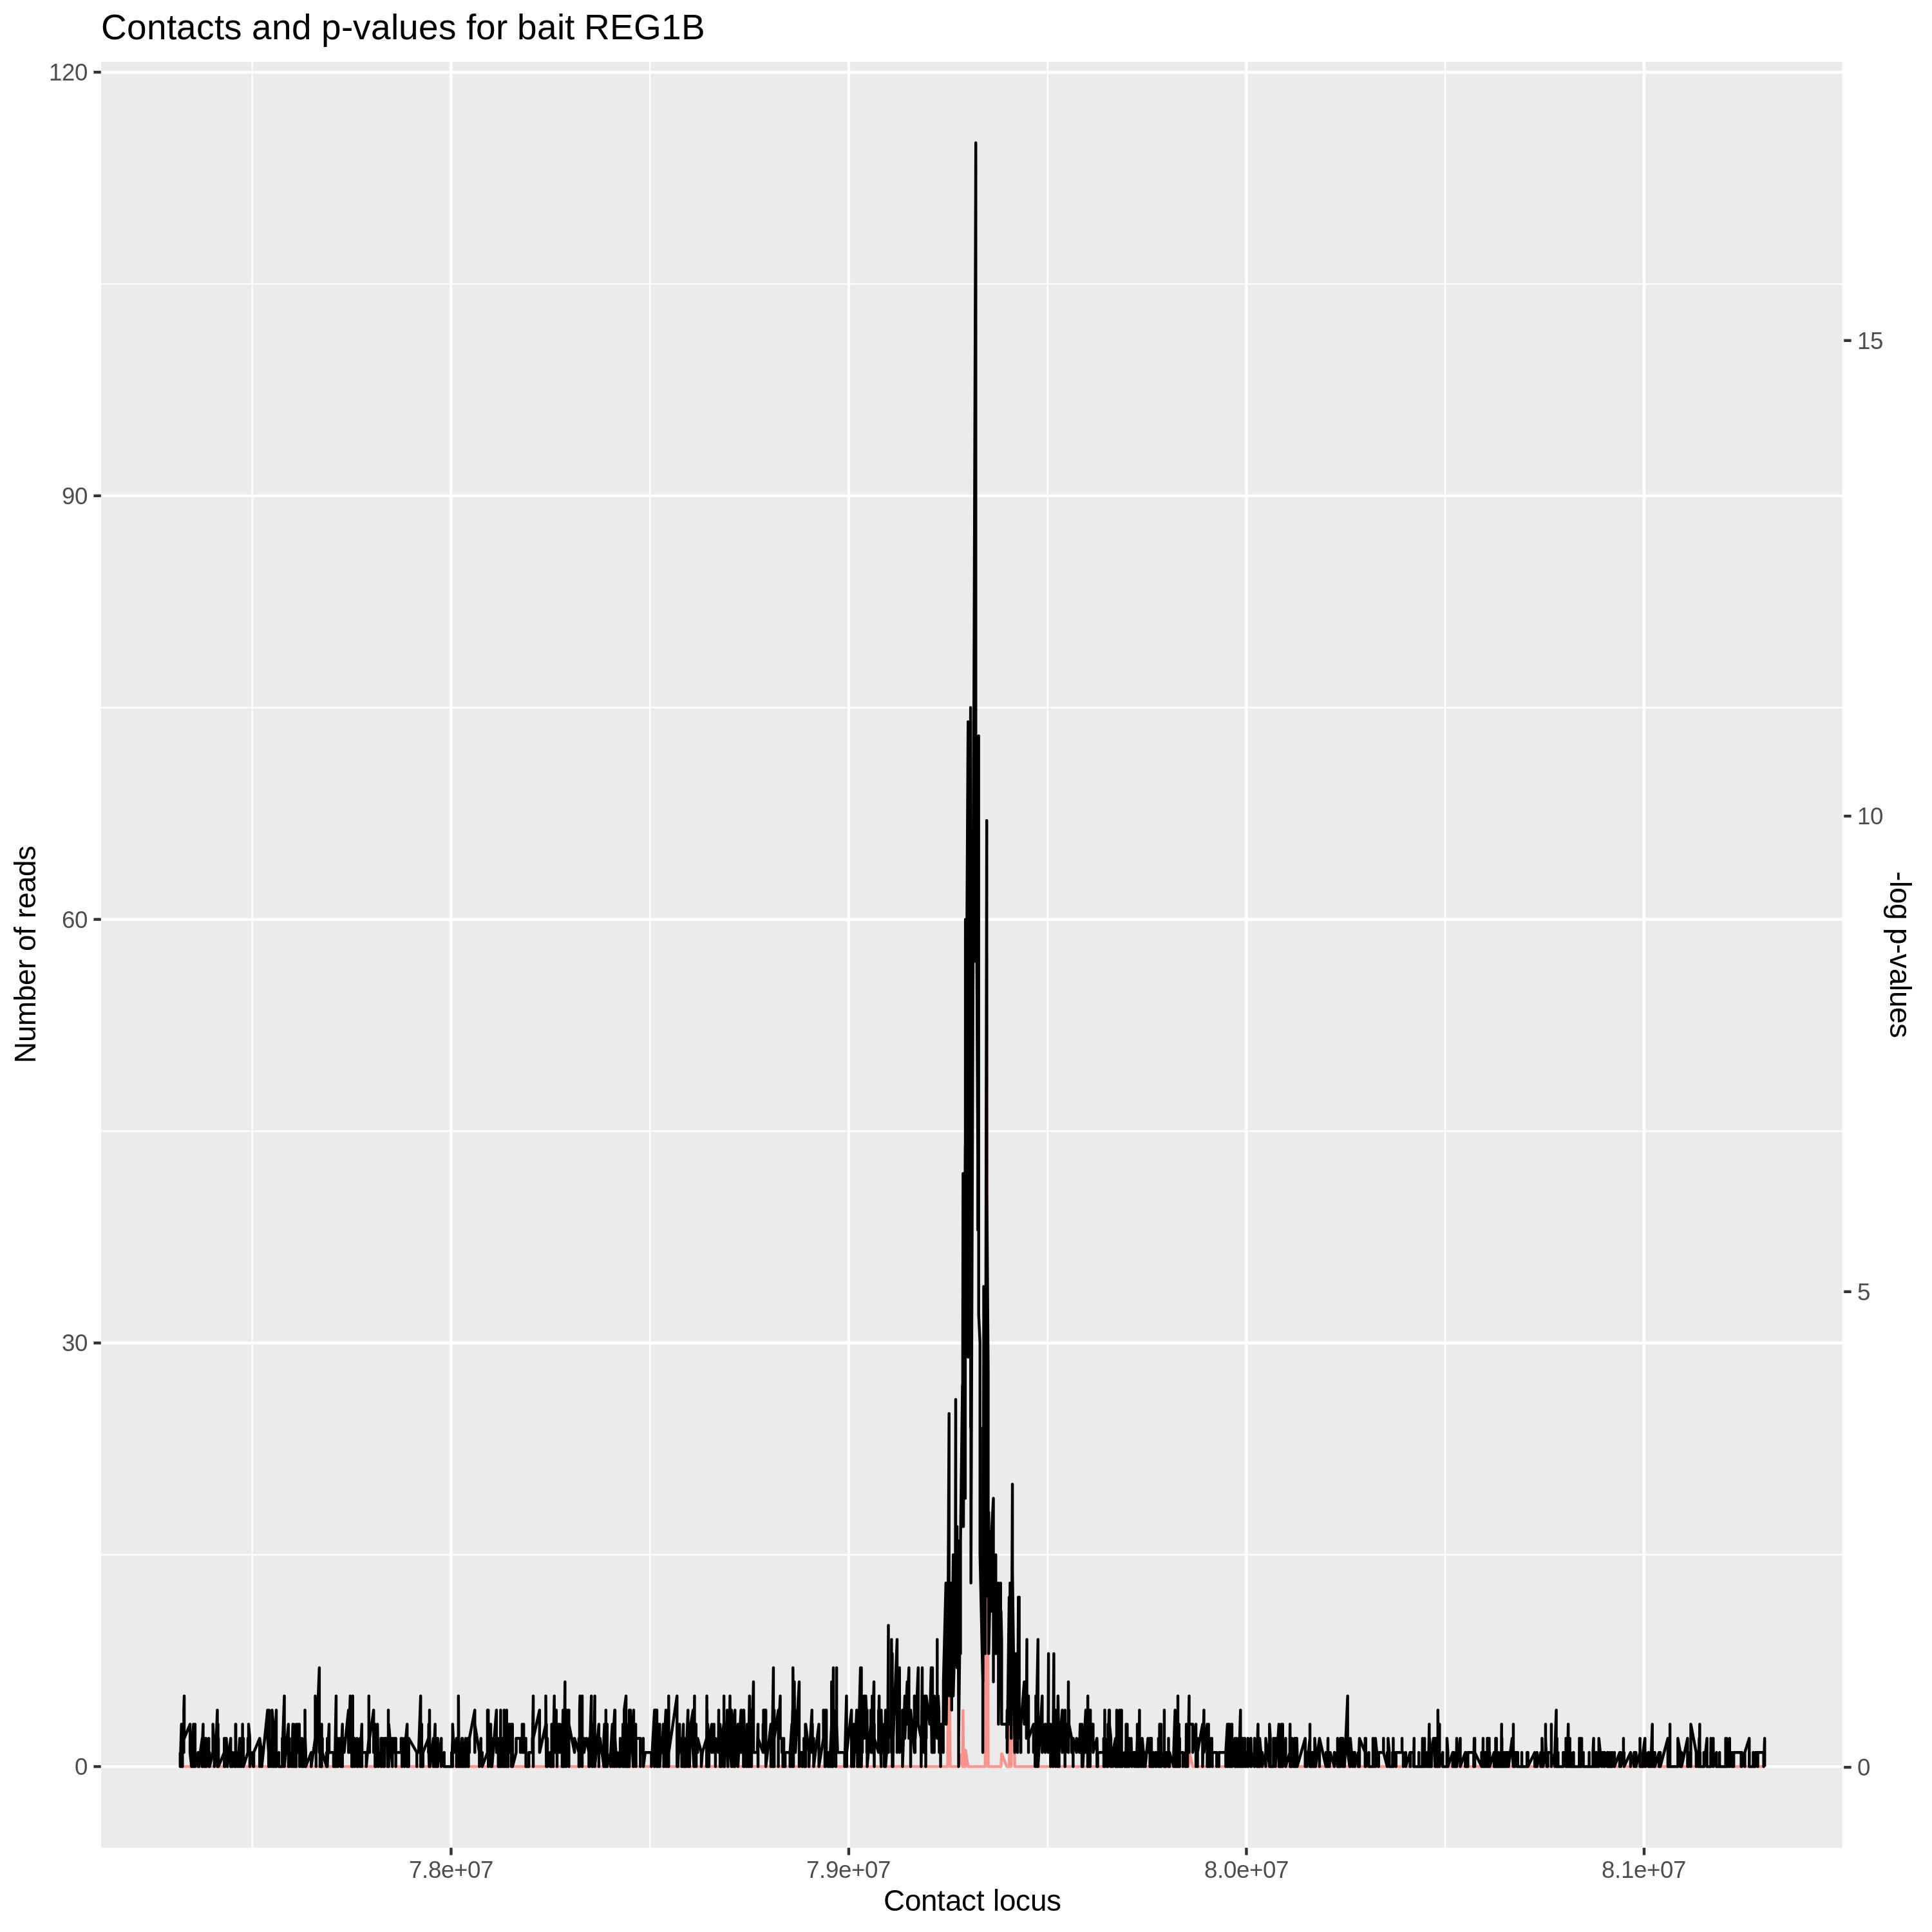 Contacts and p-values for bait REG1B
120
90
60
30
0
Number of reads
15
10
5
0
-log p-values
7.8e+07
7.9e+07
8.0e+07
8.1e+07
Contact locus